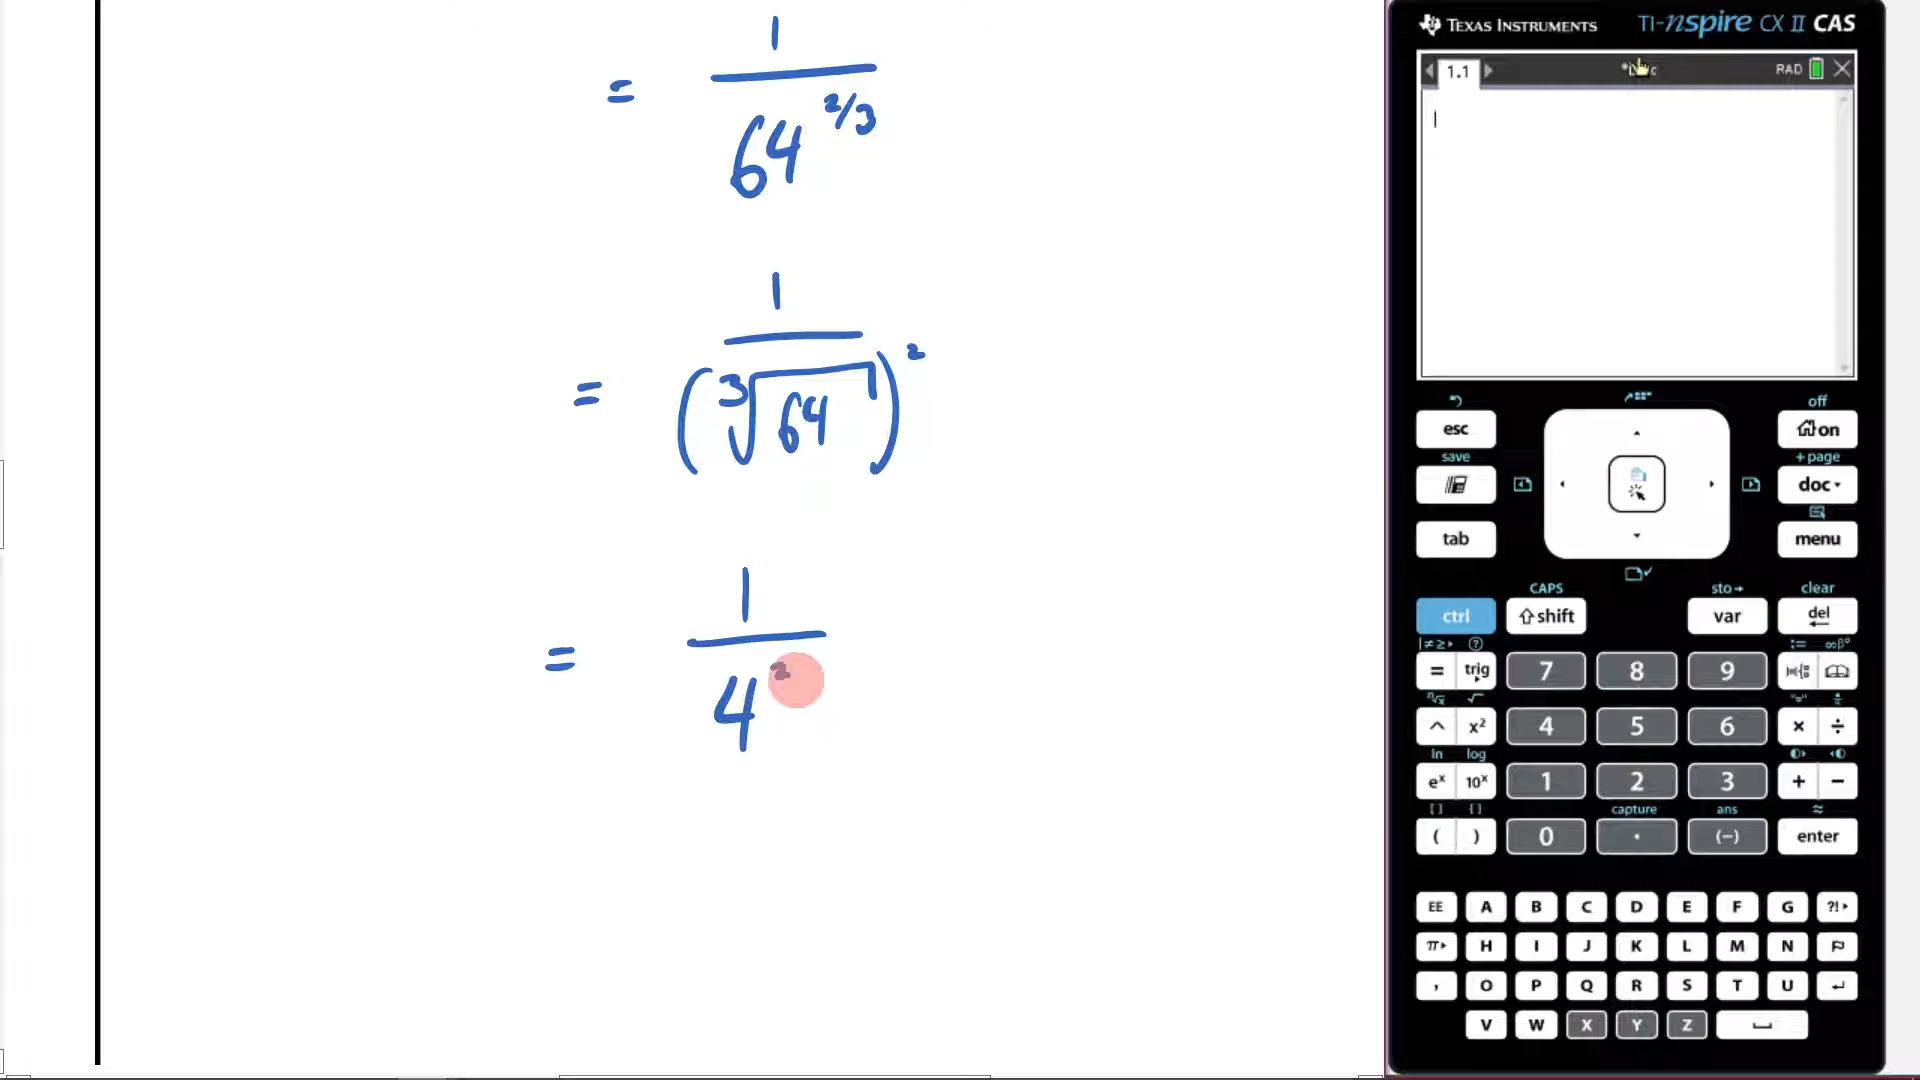 1
= 64^2/3
1
= (³√64)²
1
= 4²
TEXAS INSTRUMENTS TI-nspire CX II CAS
1.1 RAD
off
esc on
save + page
doc
tab menu
CAPS sto→ clear
ctrl ⇧shift var del
|≠≥▸ ? := ∞β°
= trig 7 8 9
ⁿ√x √ "∘"
^ x² 4 5 6 × ÷
ln log
eˣ 10ˣ 1 2 3 + −
[ ] { } capture ans ≈
( ) 0 . (−) enter
EE A B C D E F G ?!▸
π▸ H I J K L M N
, O P Q R S T U ↵
V W X Y Z